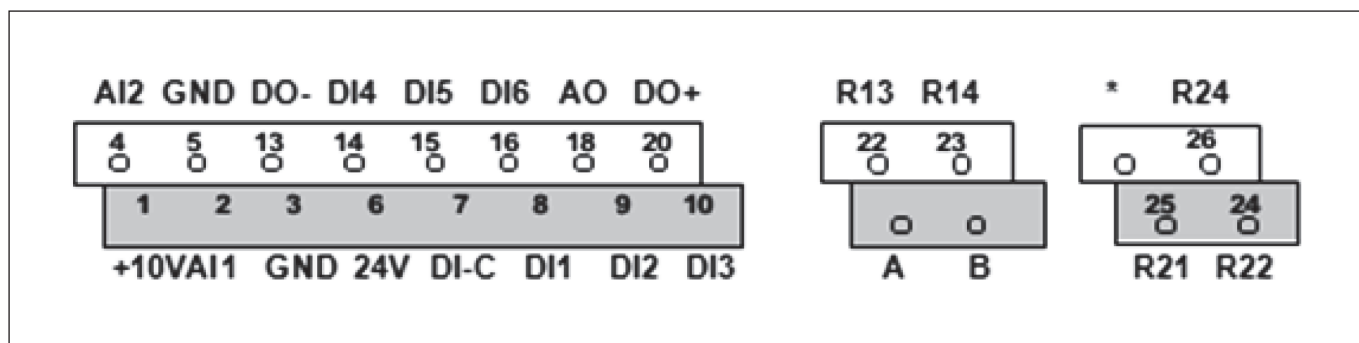 AI2 GND DO- DI4 DI5 DI6 AO DO+ R13 R14 * R24
4 5 13 14 15 16 18 20 22 23 26
1 2 3 6 7 8 9 10 25 24
+10VAI1 GND 24V DI-C DI1 DI2 DI3 A B R21 R22